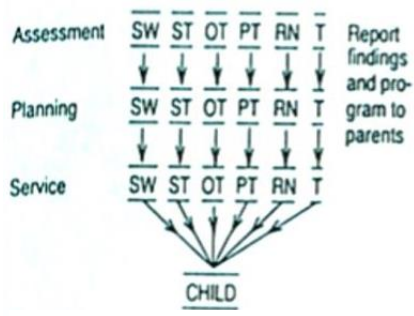 Assessment SW ST OT PT RN T
Report
findings
and pro-
gram to
parents
Planning SW ST OT PT RN T
Service SW ST OT PT RN T
CHILD